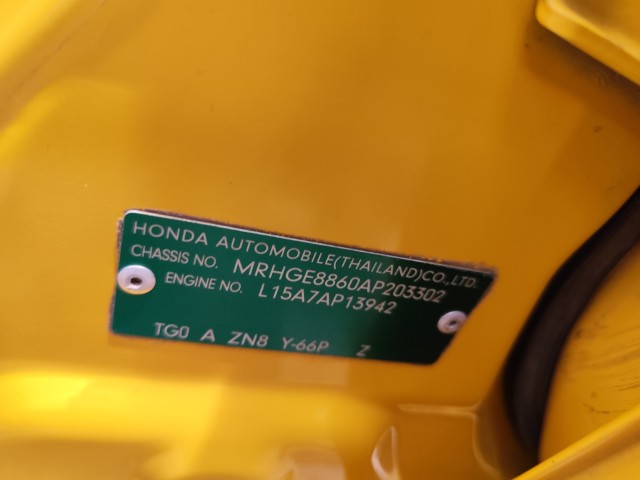 HONDA AUTOMOBILE(THAILAND)CO.,LTD.
CHASSIS NO. MRHGE8860AP203302
ENGINE NO. L15A7AP13942
TG0 A ZN8 Y-66P Z